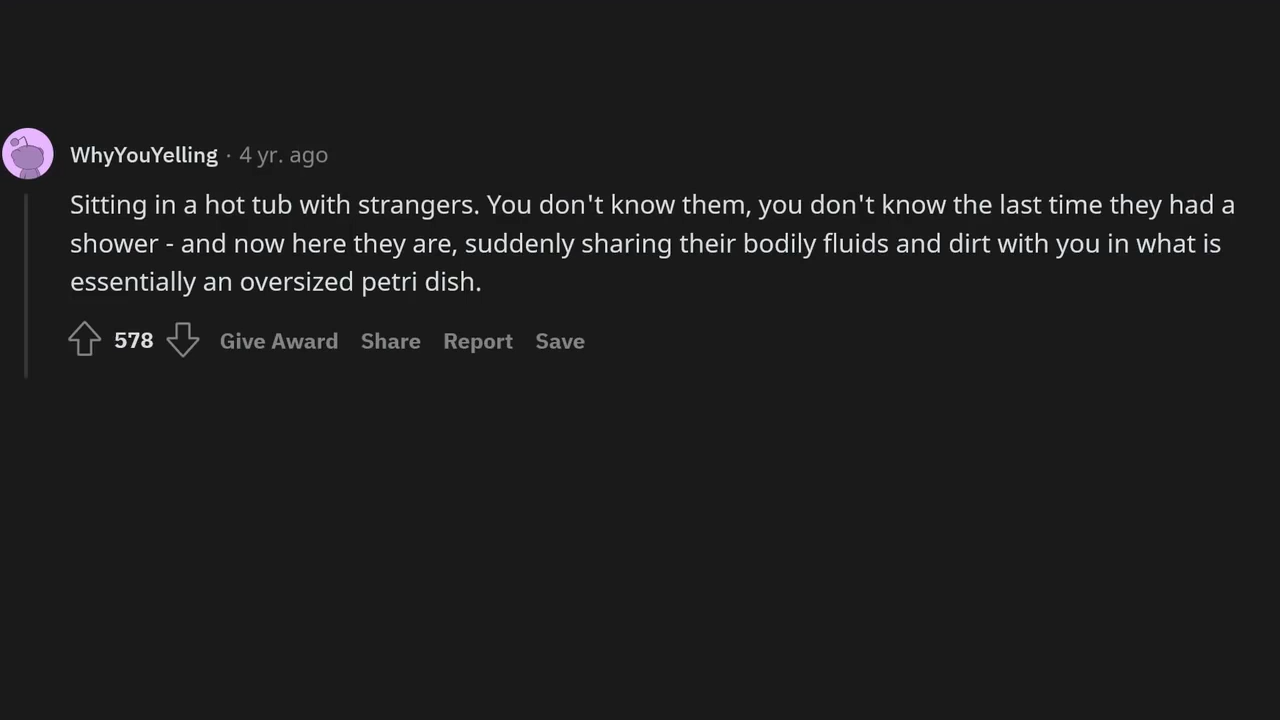 WhyYouYelling · 4 yr. ago
Sitting in a hot tub with strangers. You don't know them, you don't know the last time they had a
shower - and now here they are, suddenly sharing their bodily fluids and dirt with you in what is
essentially an oversized petri dish.
578 Give Award Share Report Save